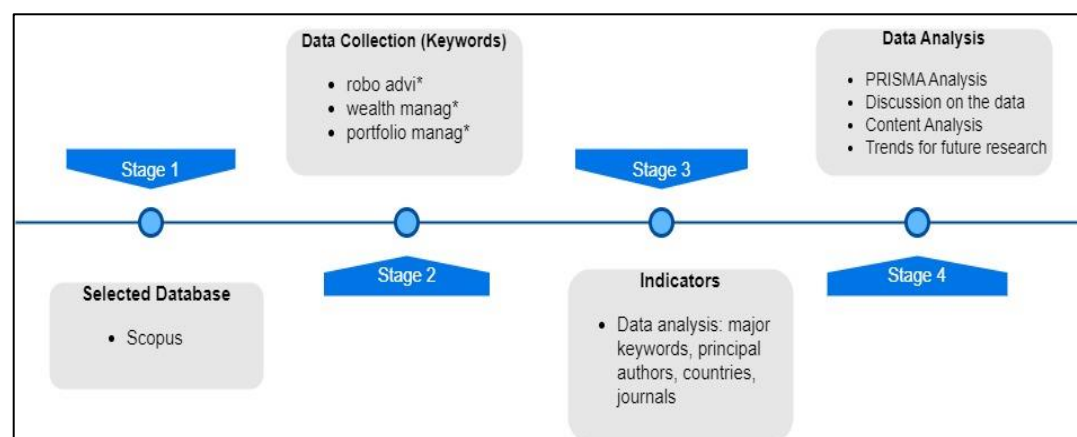 Stage 1
Selected Database
• Scopus
Data Collection (Keywords)
• robo advi*
• wealth manag*
• portfolio manag*
Stage 2
Stage 3
Indicators
• Data analysis: major
keywords, principal
authors, countries,
journals
Data Analysis
• PRISMA Analysis
• Discussion on the data
• Content Analysis
• Trends for future research
Stage 4